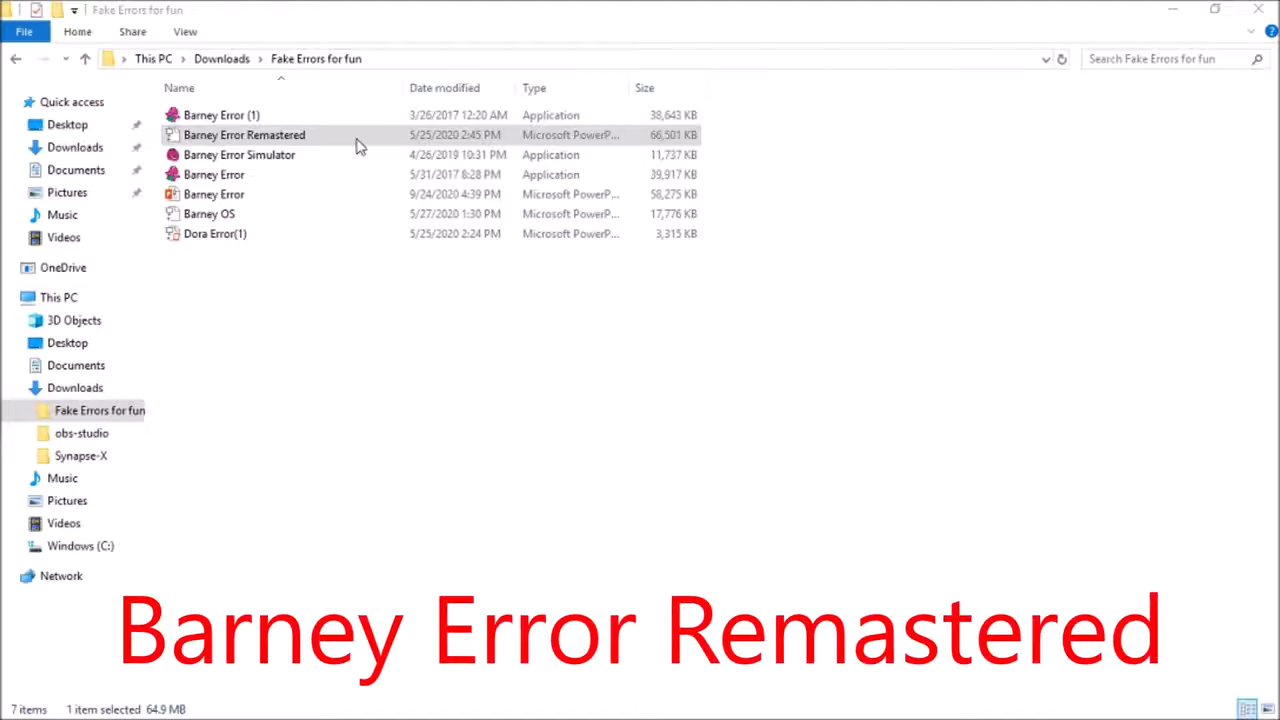 Fake Errors for fun
File Home Share View
This PC Downloads Fake Errors for fun Search Fake Errors for fun
Name Date modified Type Size
Quick access
Desktop
Downloads
Documents
Pictures
Music
Videos
OneDrive
This PC
3D Objects
Desktop
Documents
Downloads
Fake Errors for fun
obs-studio
Synapse-X
Music
Pictures
Videos
Windows (C:)
Network
Barney Error (1) 3/26/2017 12:20 AM Application 38,643 KB
Barney Error Remastered 5/25/2020 2:45 PM Microsoft PowerP... 66,501 KB
Barney Error Simulator 4/26/2019 10:31 PM Application 11,737 KB
Barney Error 5/31/2017 8:28 PM Application 39,917 KB
Barney Error 9/24/2020 4:39 PM Microsoft PowerP... 58,275 KB
Barney OS 5/27/2020 1:30 PM Microsoft PowerP... 17,776 KB
Dora Error(1) 5/25/2020 2:24 PM Microsoft PowerP... 3,315 KB
Barney Error Remastered
7 items 1 item selected 64.9 MB